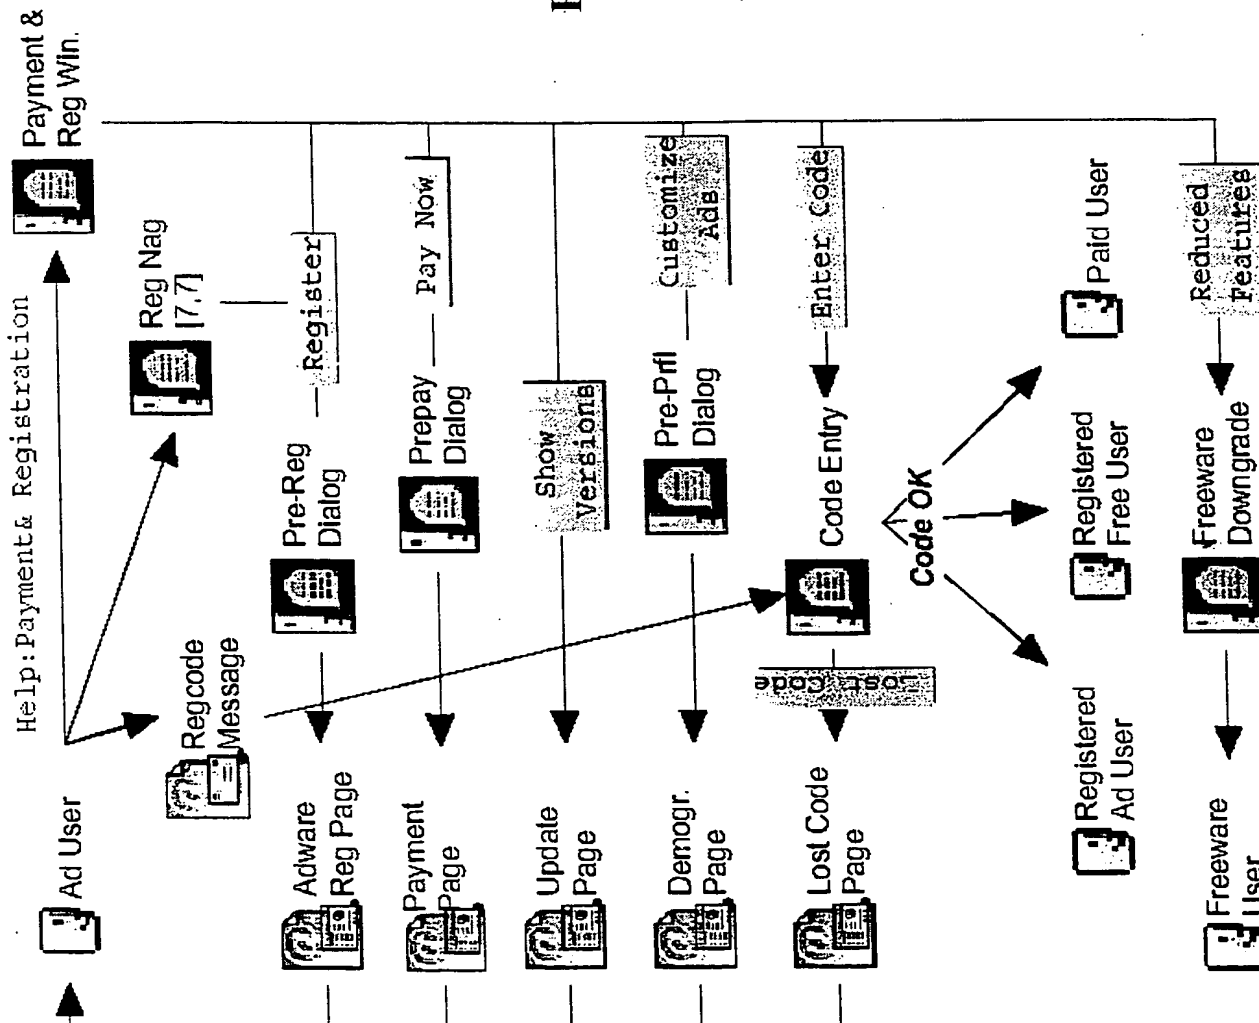 Help:Payment& Registration
Payment &
Reg Win.
Ad User
Reg Nag
[7,7]
Regcode
Message
Register
Pre-Reg
Dialog
Adware
Reg Page
Pay Now
Prepay
Dialog
Payment
Page
Show
Versions
Update
Page
Customize
Ads
Pre-Prfl
Dialog
Demogr.
Page
Enter Code
Code Entry
Lost Code
Lost Code
Page
Code OK
Paid User
Registered
Free User
Registered
Ad User
Reduced
Features
Freeware
Downgrade
Freeware
User